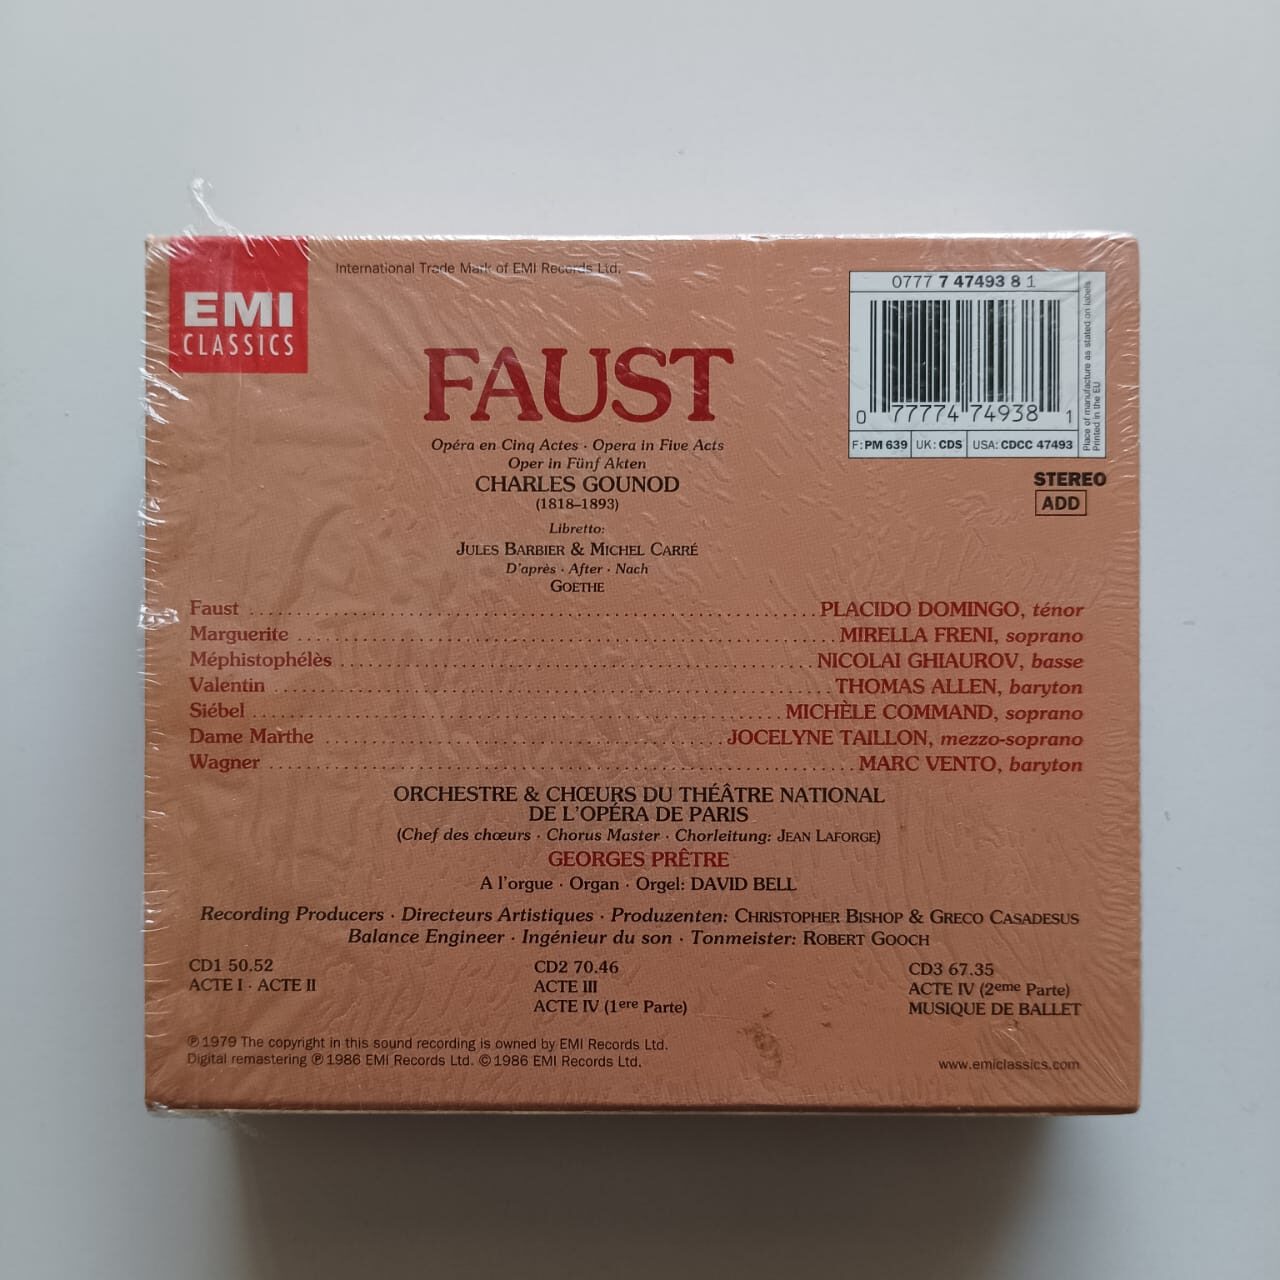 EMI
CLASSICS
International Trade Mark of EMI Records Ltd.
0777 7 47493 8 1
0 77774 74938 1
F: PM 639 UK: CDS USA: CDCC 47493
Place of manufacture as stated on labels
Printed in the EU
STEREO
ADD
FAUST
Opéra en Cinq Actes · Opera in Five Acts
Oper in Fünf Akten
CHARLES GOUNOD
(1818–1893)
Libretto:
JULES BARBIER & MICHEL CARRÉ
D'après · After · Nach
GOETHE
Faust ........ PLACIDO DOMINGO, ténor
Marguerite ........ MIRELLA FRENI, soprano
Méphistophélès ........ NICOLAI GHIAUROV, basse
Valentin ........ THOMAS ALLEN, baryton
Siébel ........ MICHÈLE COMMAND, soprano
Dame Marthe ........ JOCELYNE TAILLON, mezzo-soprano
Wagner ........ MARC VENTO, baryton
ORCHESTRE & CHŒURS DU THÉÂTRE NATIONAL
DE L'OPÉRA DE PARIS
(Chef des chœurs · Chorus Master · Chorleitung: JEAN LAFORGE)
GEORGES PRÊTRE
A l'orgue · Organ · Orgel: DAVID BELL
Recording Producers · Directeurs Artistiques · Produzenten: CHRISTOPHER BISHOP & GRECO CASADESUS
Balance Engineer · Ingénieur du son · Tonmeister: ROBERT GOOCH
CD1 50.52
ACTE I · ACTE II
CD2 70.46
ACTE III
ACTE IV (1ere Parte)
CD3 67.35
ACTE IV (2eme Parte)
MUSIQUE DE BALLET
℗ 1979 The copyright in this sound recording is owned by EMI Records Ltd.
Digital remastering ℗ 1986 EMI Records Ltd. © 1986 EMI Records Ltd.
www.emiclassics.com